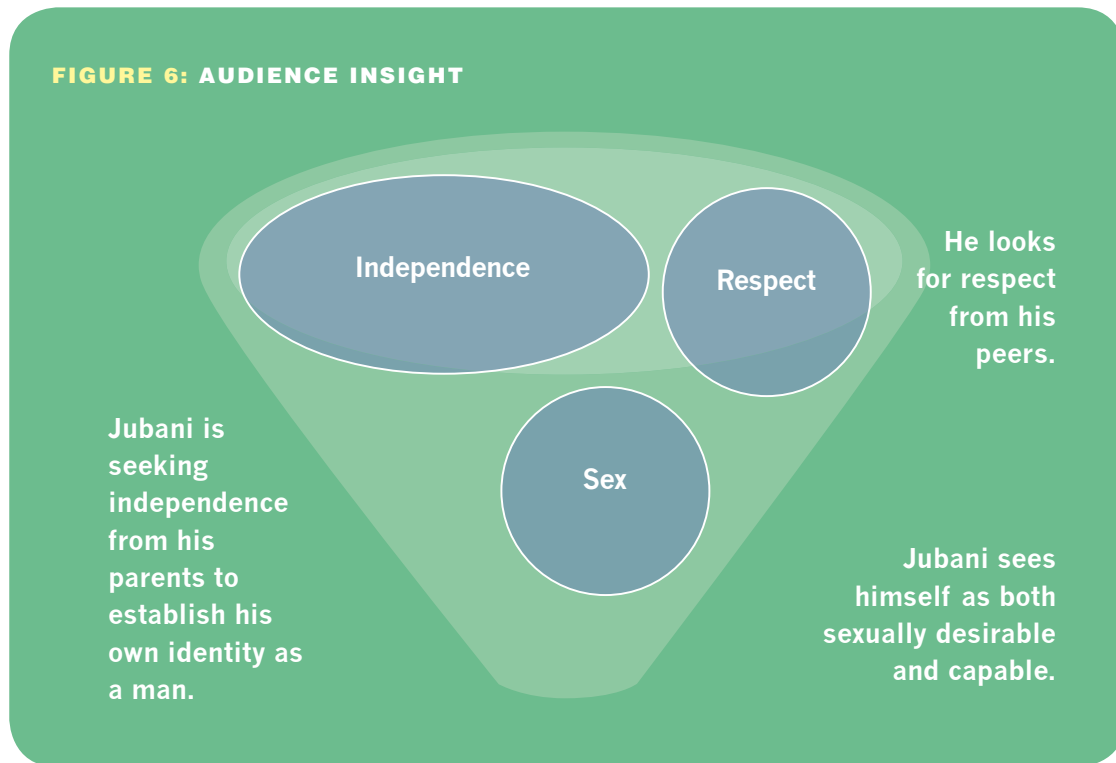 FIGURE 6: AUDIENCE INSIGHT
Independence
Respect
He looks
for respect
from his
peers.
Jubani is
seeking
independence
from his
parents to
establish his
own identity as
a man.
Sex
Jubani sees
himself as both
sexually desirable
and capable.